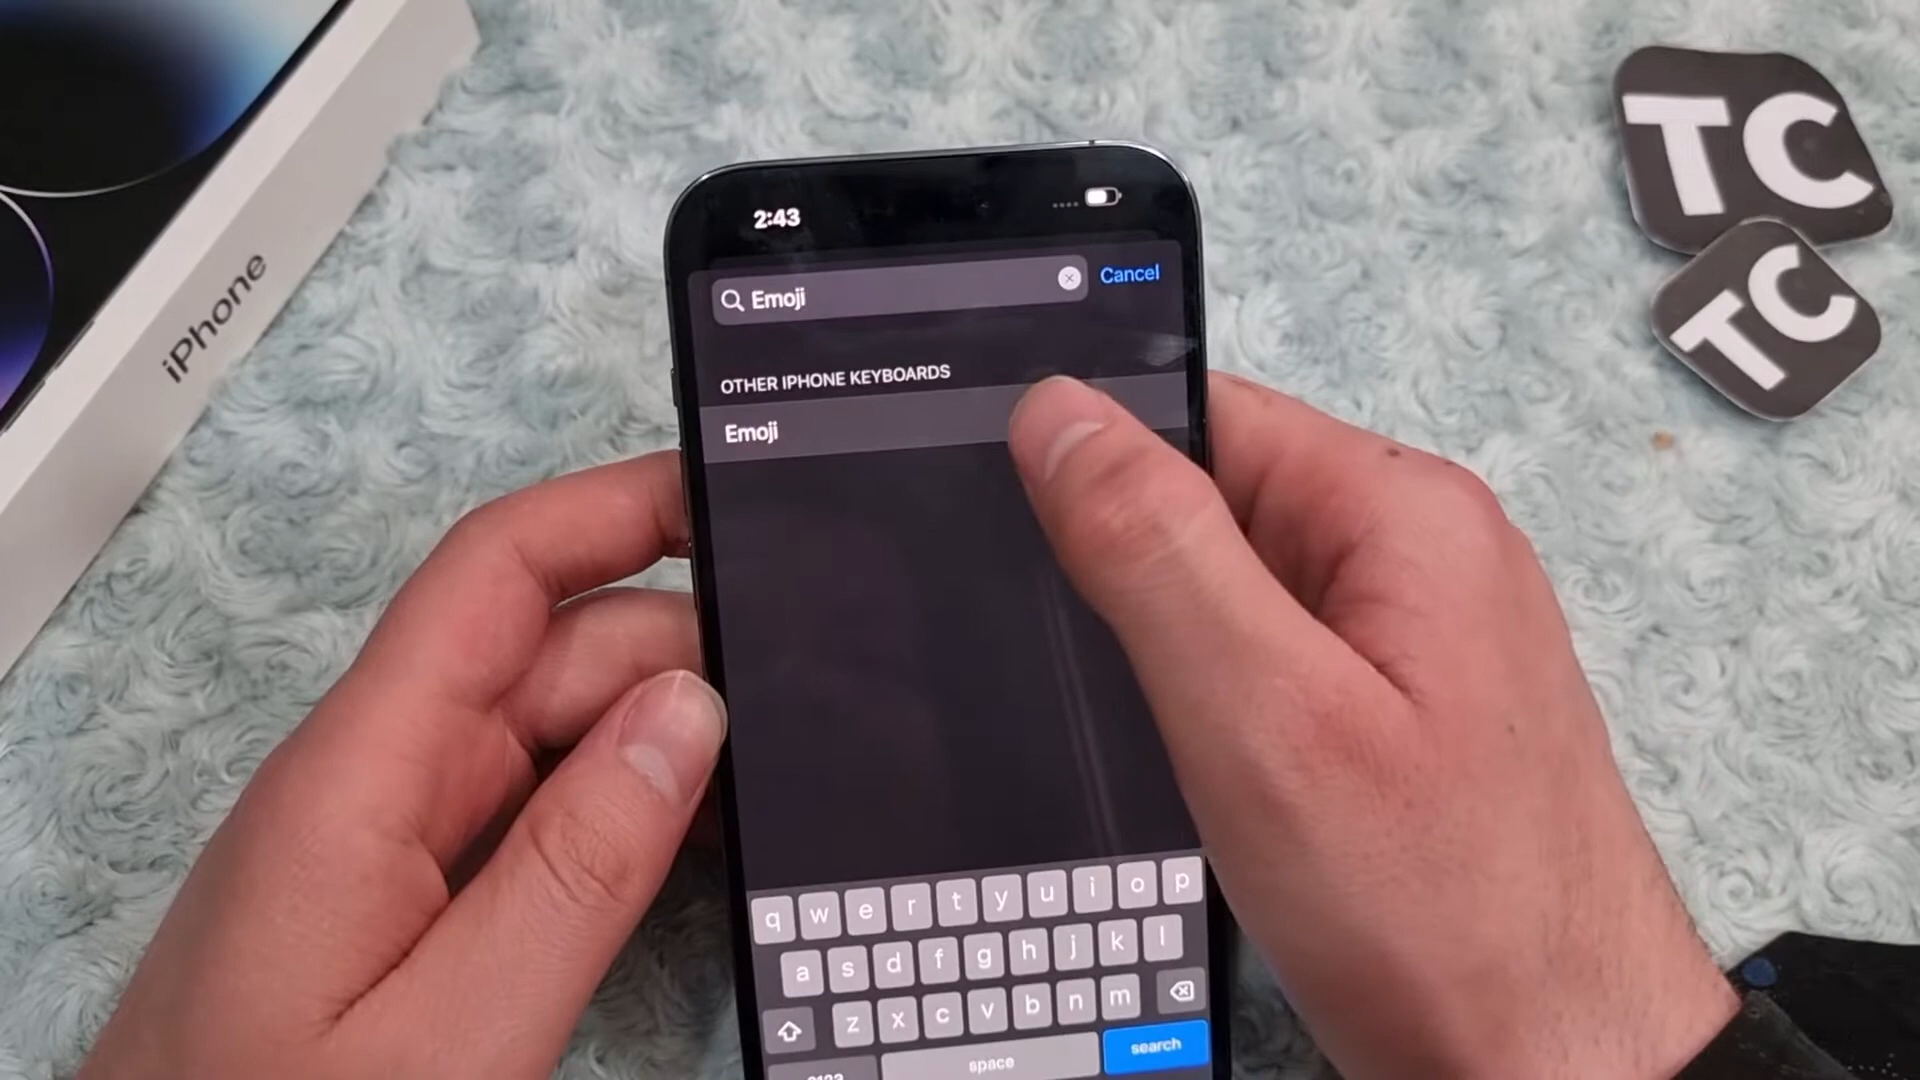 iPhone
TC
TC
2:43
Emoji
Cancel
OTHER IPHONE KEYBOARDS
Emoji
q w e r t y u i o p
a s d f g h j k l
z x c v b n m
space
search